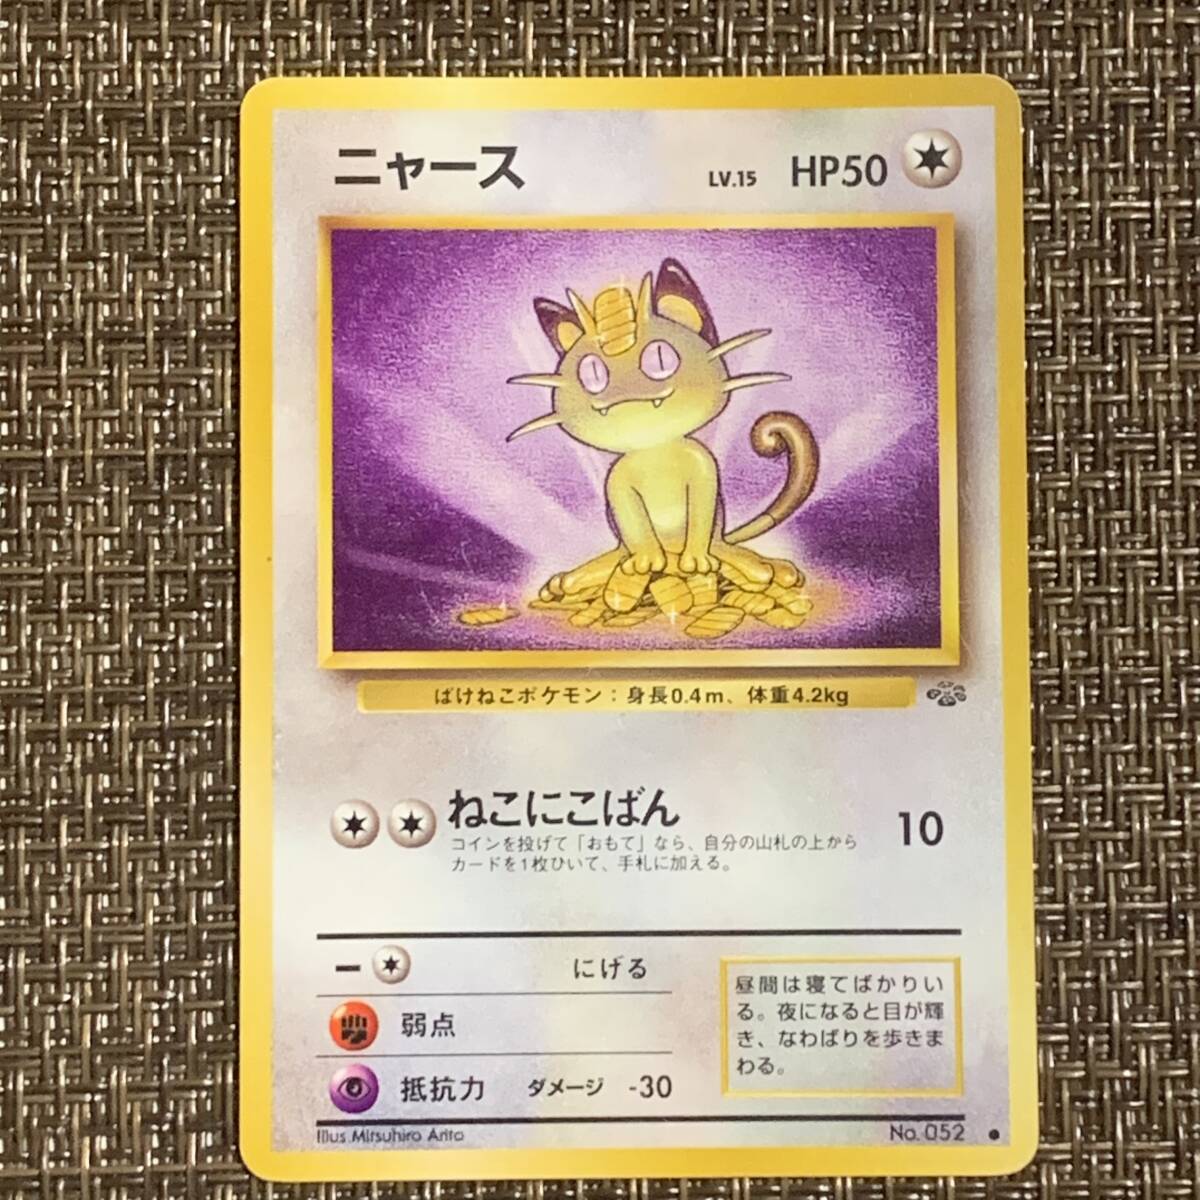 ニャース LV.15 HP50
ばけねこポケモン：身長0.4m、体重4.2kg
ねこにこばん 10
コインを投げて「おもて」なら、自分の山札の上から
カードを1枚ひいて、手札に加える。
− にげる
弱点
抵抗力 ダメージ -30
昼間は寝てばかりい
る。夜になると目が輝
き、なわばりを歩きま
わる。
Illus.Mitsuhiro Arita
No.052